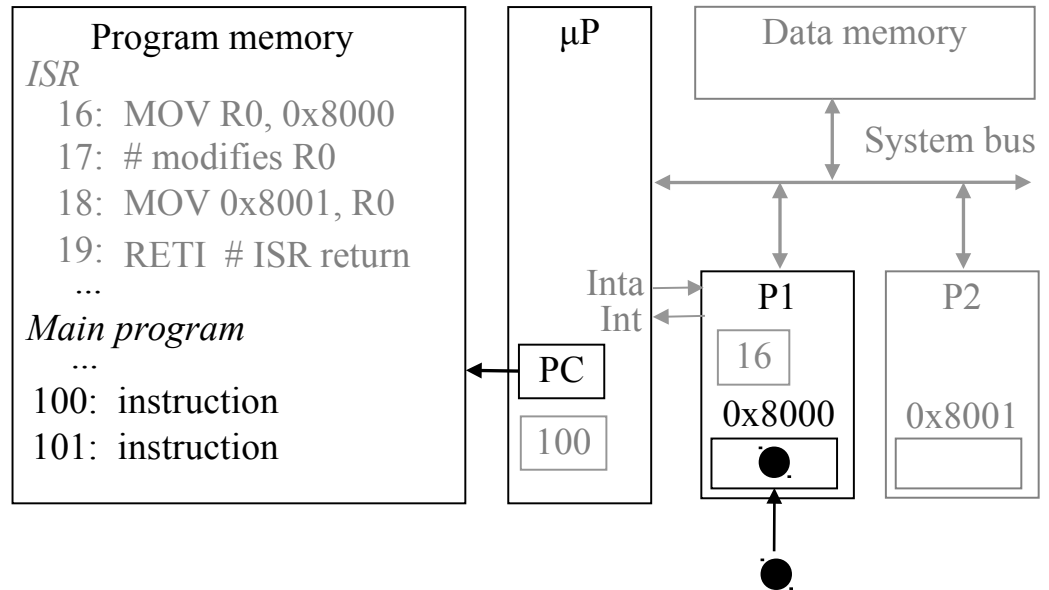 Program memory
ISR
16: MOV R0, 0x8000
17: # modifies R0
18: MOV 0x8001, R0
19: RETI # ISR return
...
Main program
...
100: instruction
101: instruction
μP
PC
100
Data memory
System bus
Inta
Int
P1
16
0x8000
P2
0x8001